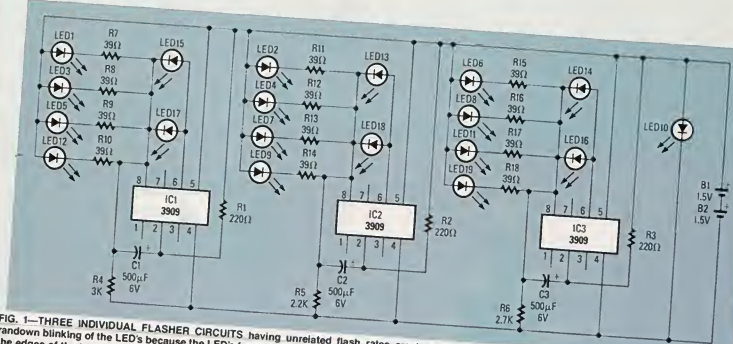 LED1
R7
39Ω
LED15
LED3
R8
39Ω
LED5
R9
39Ω
LED17
LED12
R10
39Ω
8 7 6 5
IC1
3909
1 2 3 4
R1
220Ω
C1
500µF
6V
+
R4
3K
LED2
R11
39Ω
LED13
LED4
R12
39Ω
LED7
R13
39Ω
LED18
LED9
R14
39Ω
8 7 6 5
IC2
3909
1 2 3 4
R2
220Ω
C2
500µF
6V
+
R5
2.2K
LED6
R15
39Ω
LED14
LED8
R16
39Ω
LED11
R17
39Ω
LED16
LED19
R18
39Ω
8 7 6 5
IC3
3909
1 2 3 4
R3
220Ω
C3
500µF
6V
+
R6
2.7K
LED10
B1
1.5V
B2
1.5V
+
+
FIG. 1—THREE INDIVIDUAL FLASHER CIRCUITS having unrelated flash rates
randown blinking of the LED's because the LED's
the edges of the